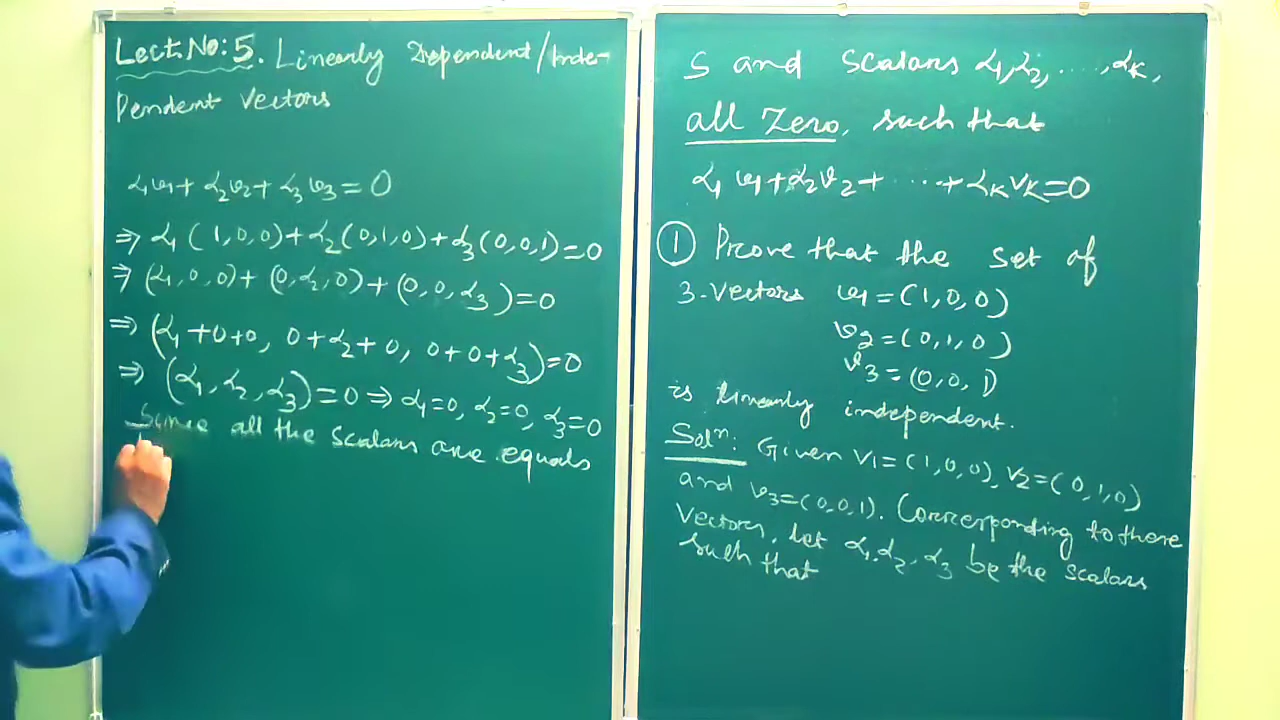 Lect. No: 5. Linearly Dependent/Inde-
pendent Vectors
α₁v₁ + α₂v₂ + α₃v₃ = 0
⇒ α₁(1,0,0) + α₂(0,1,0) + α₃(0,0,1) = 0
⇒ (α₁,0,0) + (0,α₂,0) + (0,0,α₃) = 0
⇒ (α₁+0+0, 0+α₂+0, 0+0+α₃) = 0
⇒ (α₁, α₂, α₃) = 0 ⇒ α₁=0, α₂=0, α₃=0
Since all the scalars are equals
S and scalars α₁, α₂, ....., αk,
all zero, such that
α₁v₁ + α₂v₂ + ..... + αkvk = 0
① Prove that the set of
3-vectors v₁ = (1,0,0)
v₂ = (0,1,0)
v₃ = (0,0,1)
is linearly independent.
Solⁿ: Given v₁ = (1,0,0), v₂ = (0,1,0)
and v₃ = (0,0,1). Corresponding to these
vectors, let α₁, α₂, α₃ be the scalars
such that